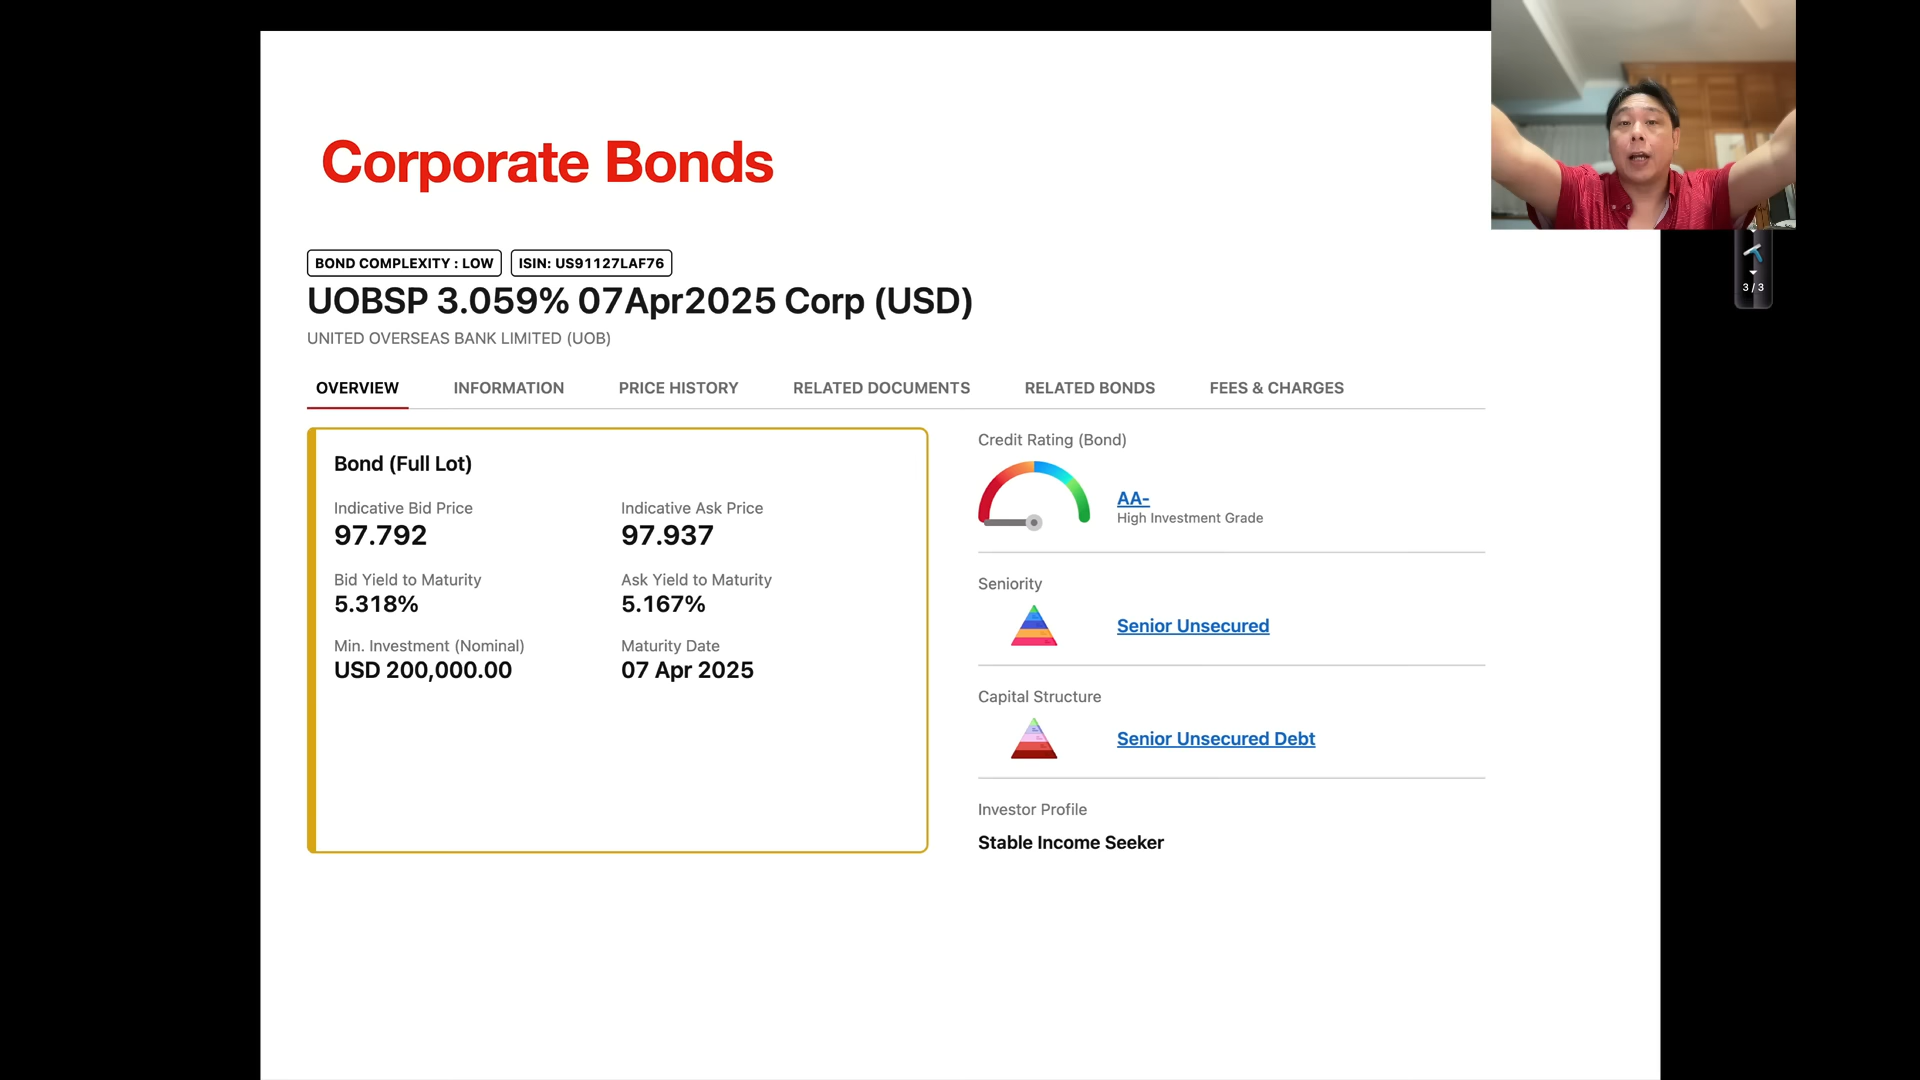 Corporate Bonds
BOND COMPLEXITY : LOW
ISIN: US91127LAF76
UOBSP 3.059% 07Apr2025 Corp (USD)
UNITED OVERSEAS BANK LIMITED (UOB)
OVERVIEW
INFORMATION
PRICE HISTORY
RELATED DOCUMENTS
RELATED BONDS
FEES & CHARGES
Bond (Full Lot)
Indicative Bid Price
97.792
Indicative Ask Price
97.937
Bid Yield to Maturity
5.318%
Ask Yield to Maturity
5.167%
Min. Investment (Nominal)
USD 200,000.00
Maturity Date
07 Apr 2025
Credit Rating (Bond)
AA-
High Investment Grade
Seniority
Senior Unsecured
Capital Structure
Senior Unsecured Debt
Investor Profile
Stable Income Seeker
3 / 3